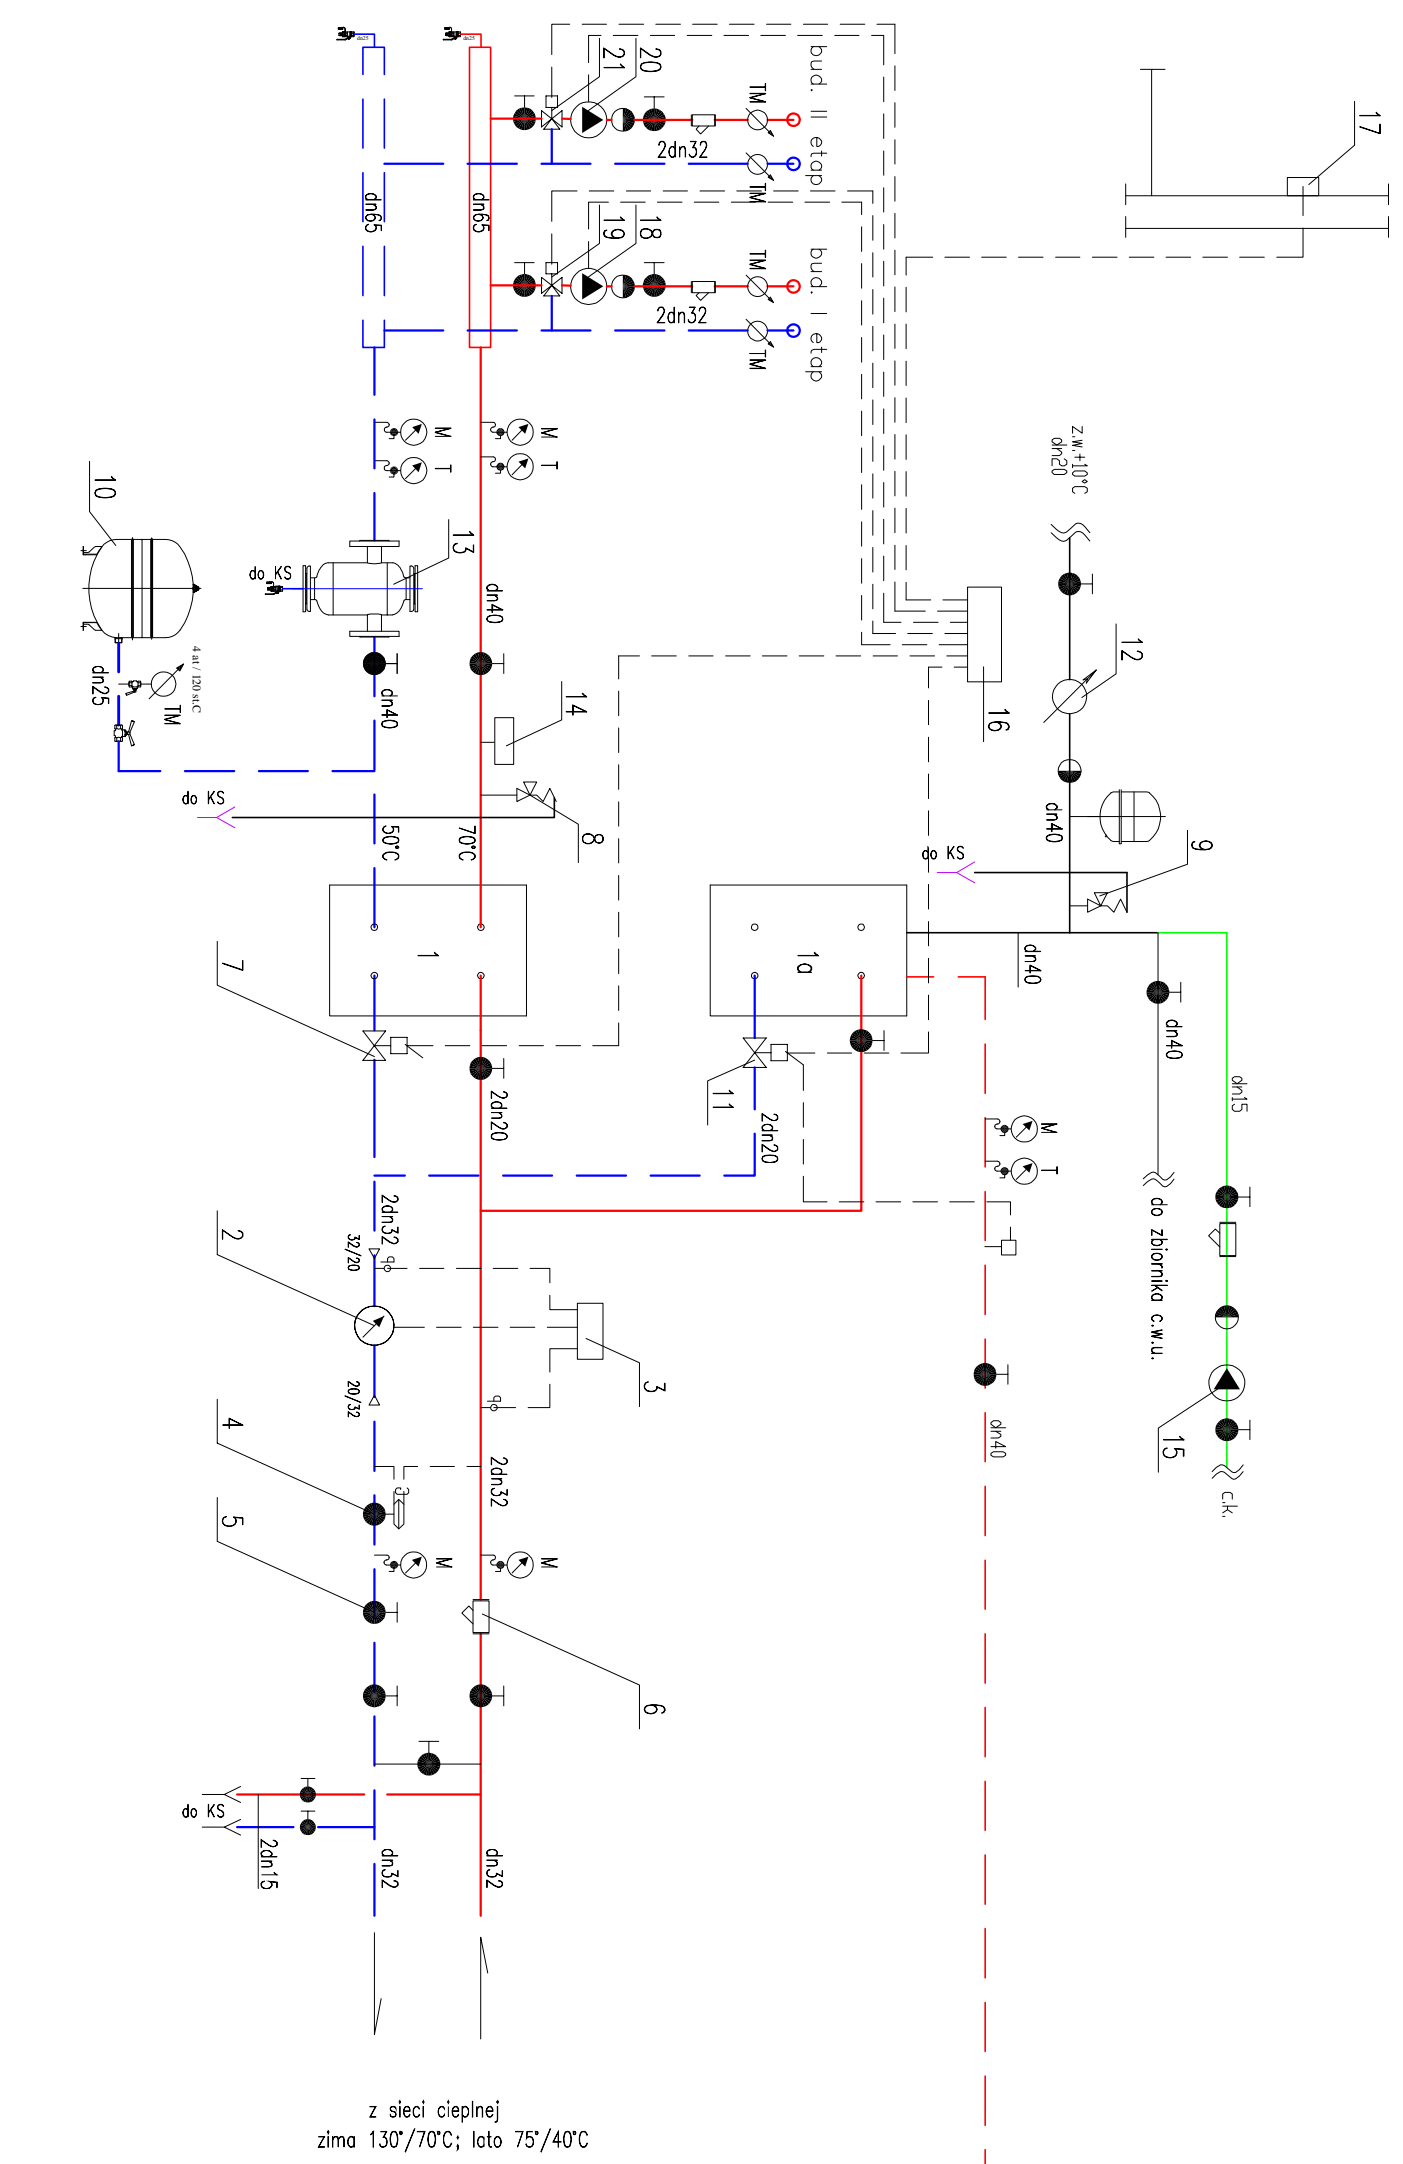 dn25
dn25
21
20
bud. II etap
TM
2dn32
TM
17
dn65
dn65
19
18
bud. I etap
TM
2dn32
TM
M
T
M
T
z.w.+10°C
dn20
10
13
do KS
dn40
12
4 at / 120 st.C
dn25
TM
dn40
14
16
do KS
50°C
70°C
8
dn40
do KS
9
1
1a
7
dn40
dn40
2dn20
11
2dn20
dn15
M
T
2dn32
32/20
2
3
do zbiornika c.w.u.
20/32
4
2dn32
dn40
15
c.k.
5
M
M
6
do KS
2dn15
dn32
dn32
z sieci cieplnej
zima 130°/70°C; lato 75°/40°C